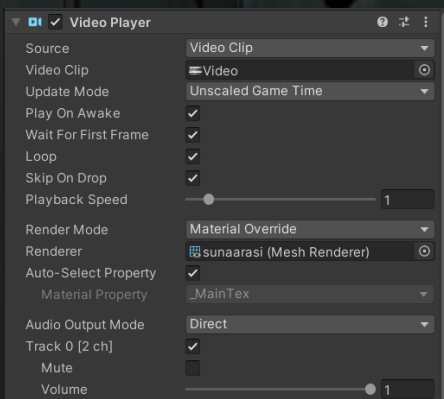 Video Player
Source Video Clip
Video Clip Video
Update Mode Unscaled Game Time
Play On Awake
Wait For First Frame
Loop
Skip On Drop
Playback Speed 1
Render Mode Material Override
Renderer sunaarasi (Mesh Renderer)
Auto-Select Property
Material Property _MainTex
Audio Output Mode Direct
Track 0 [2 ch]
Mute
Volume 1